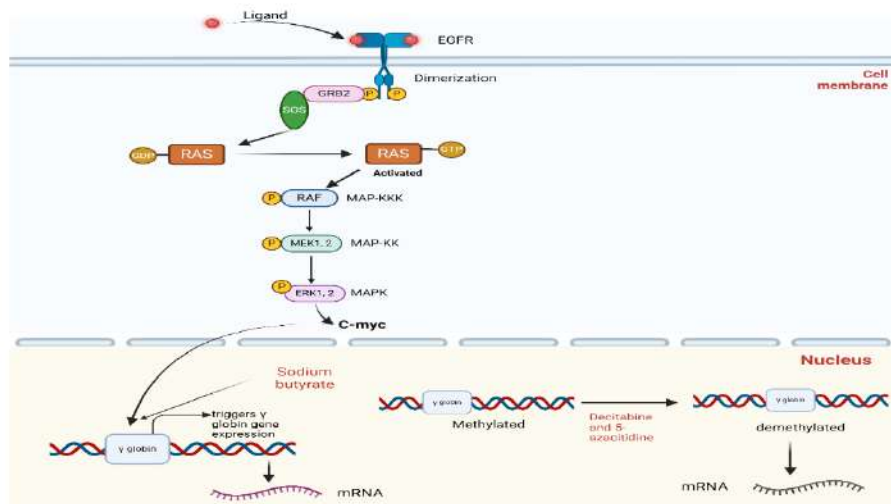 Ligand
EGFR
Dimerization
Cell
membrane
GRB2
P
P
SOS
GDP
RAS
RAS
GTP
Activated
P
RAF
MAP-KKK
P
MEK1, 2
MAP-KK
P
ERK1, 2
MAPK
C-myc
Nucleus
Sodium
butyrate
triggers γ
globin gene
expression
γ globin
mRNA
γ globin
Methylated
Decitabine
and 5-
azacitidine
γ globin
demethylated
mRNA